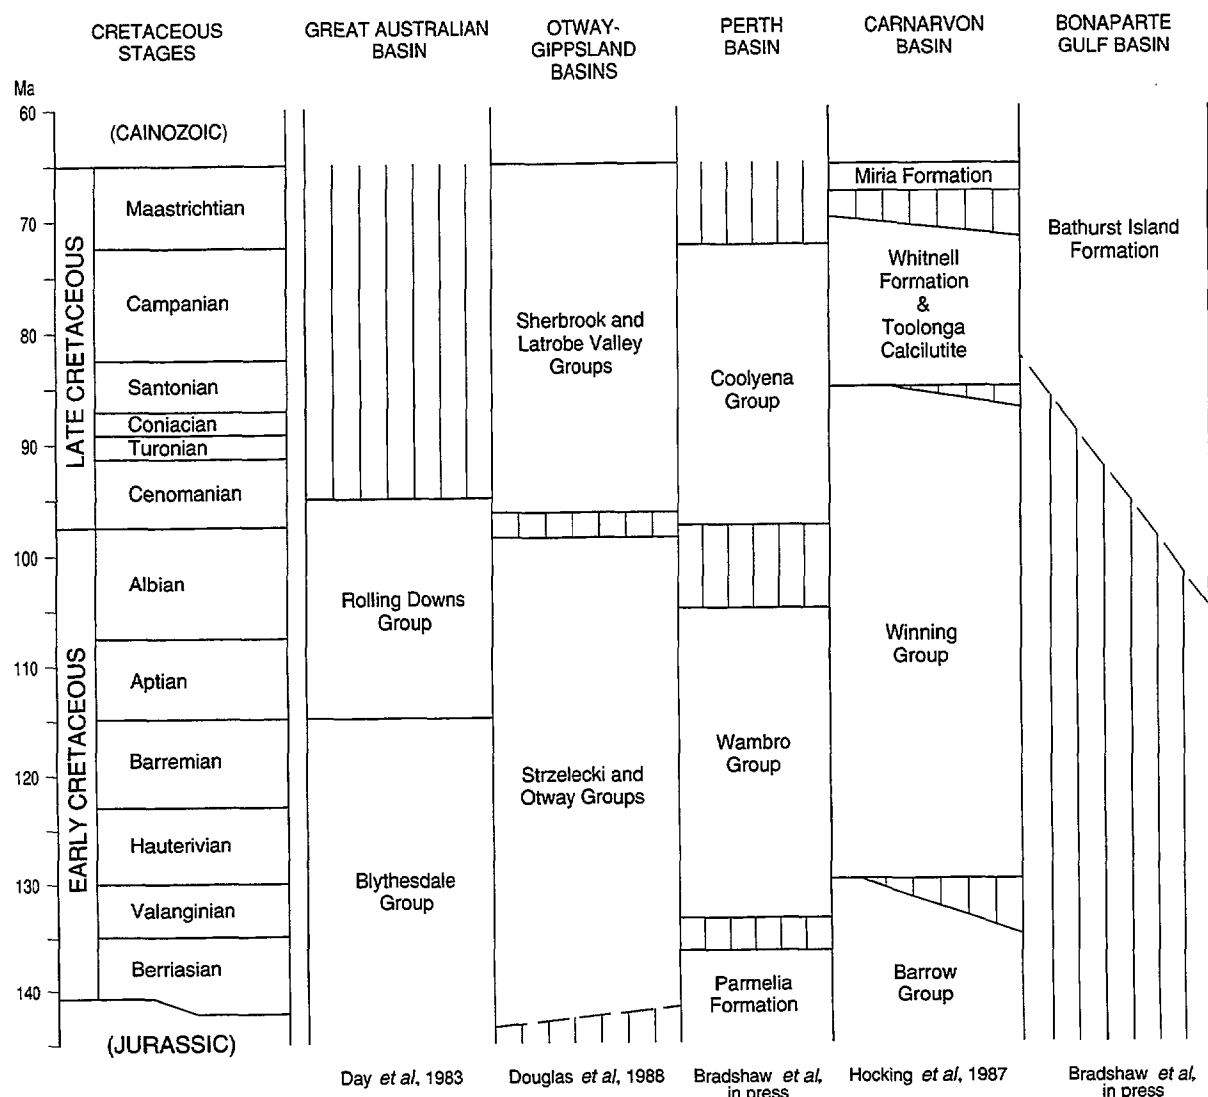 CRETACEOUS
STAGES
GREAT AUSTRALIAN
BASIN
OTWAY-
GIPPSLAND
BASINS
PERTH
BASIN
CARNARVON
BASIN
BONAPARTE
GULF BASIN
Ma
60
70
80
90
100
110
120
130
140
(CAINOZOIC)
LATE CRETACEOUS
Maastrichtian
Campanian
Santonian
Coniacian
Turonian
Cenomanian
EARLY CRETACEOUS
Albian
Aptian
Barremian
Hauterivian
Valanginian
Berriasian
(JURASSIC)
Rolling Downs
Group
Blythesdale
Group
Day et al, 1983
Sherbrook and
Latrobe Valley
Groups
Strzelecki and
Otway Groups
Douglas et al, 1988
Coolyena
Group
Wambro
Group
Parmelia
Formation
Bradshaw et al,
in press
Miria Formation
Whitnell
Formation
&
Toolonga
Calcilutite
Winning
Group
Barrow
Group
Hocking et al, 1987
Bathurst Island
Formation
Bradshaw et al,
in press